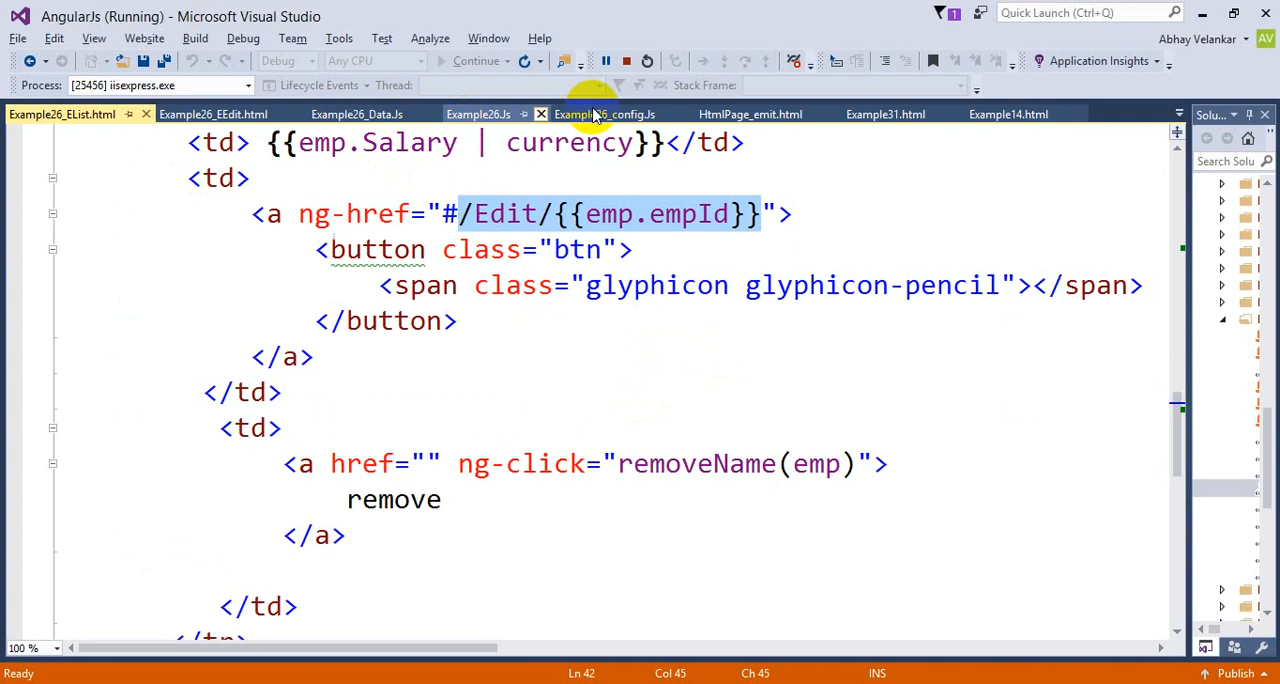 AngularJs (Running) - Microsoft Visual Studio
1
Quick Launch (Ctrl+Q)
File Edit View Website Build Debug Team Tools Test Analyze Window Help
Abhay Velankar AV
Debug Any CPU Continue Application Insights
Process: [25456] iisexpress.exe Lifecycle Events Thread: Stack Frame:
Example26_EList.html Example26_EEdit.html Example26_Data.Js Example26.Js Example26_config.Js HtmlPage_emit.html Example31.html Example14.html Solu...
<td> {{emp.Salary | currency}}</td>
Search Solu
<td>
<a ng-href="#/Edit/{{emp.empId}}">
<button class="btn">
<span class="glyphicon glyphicon-pencil"></span>
</button>
</a>
</td>
<td>
<a href="" ng-click="removeName(emp)">
remove
</a>
</td>
</tr>
100 %
Ready Ln 42 Col 45 Ch 45 INS Publish